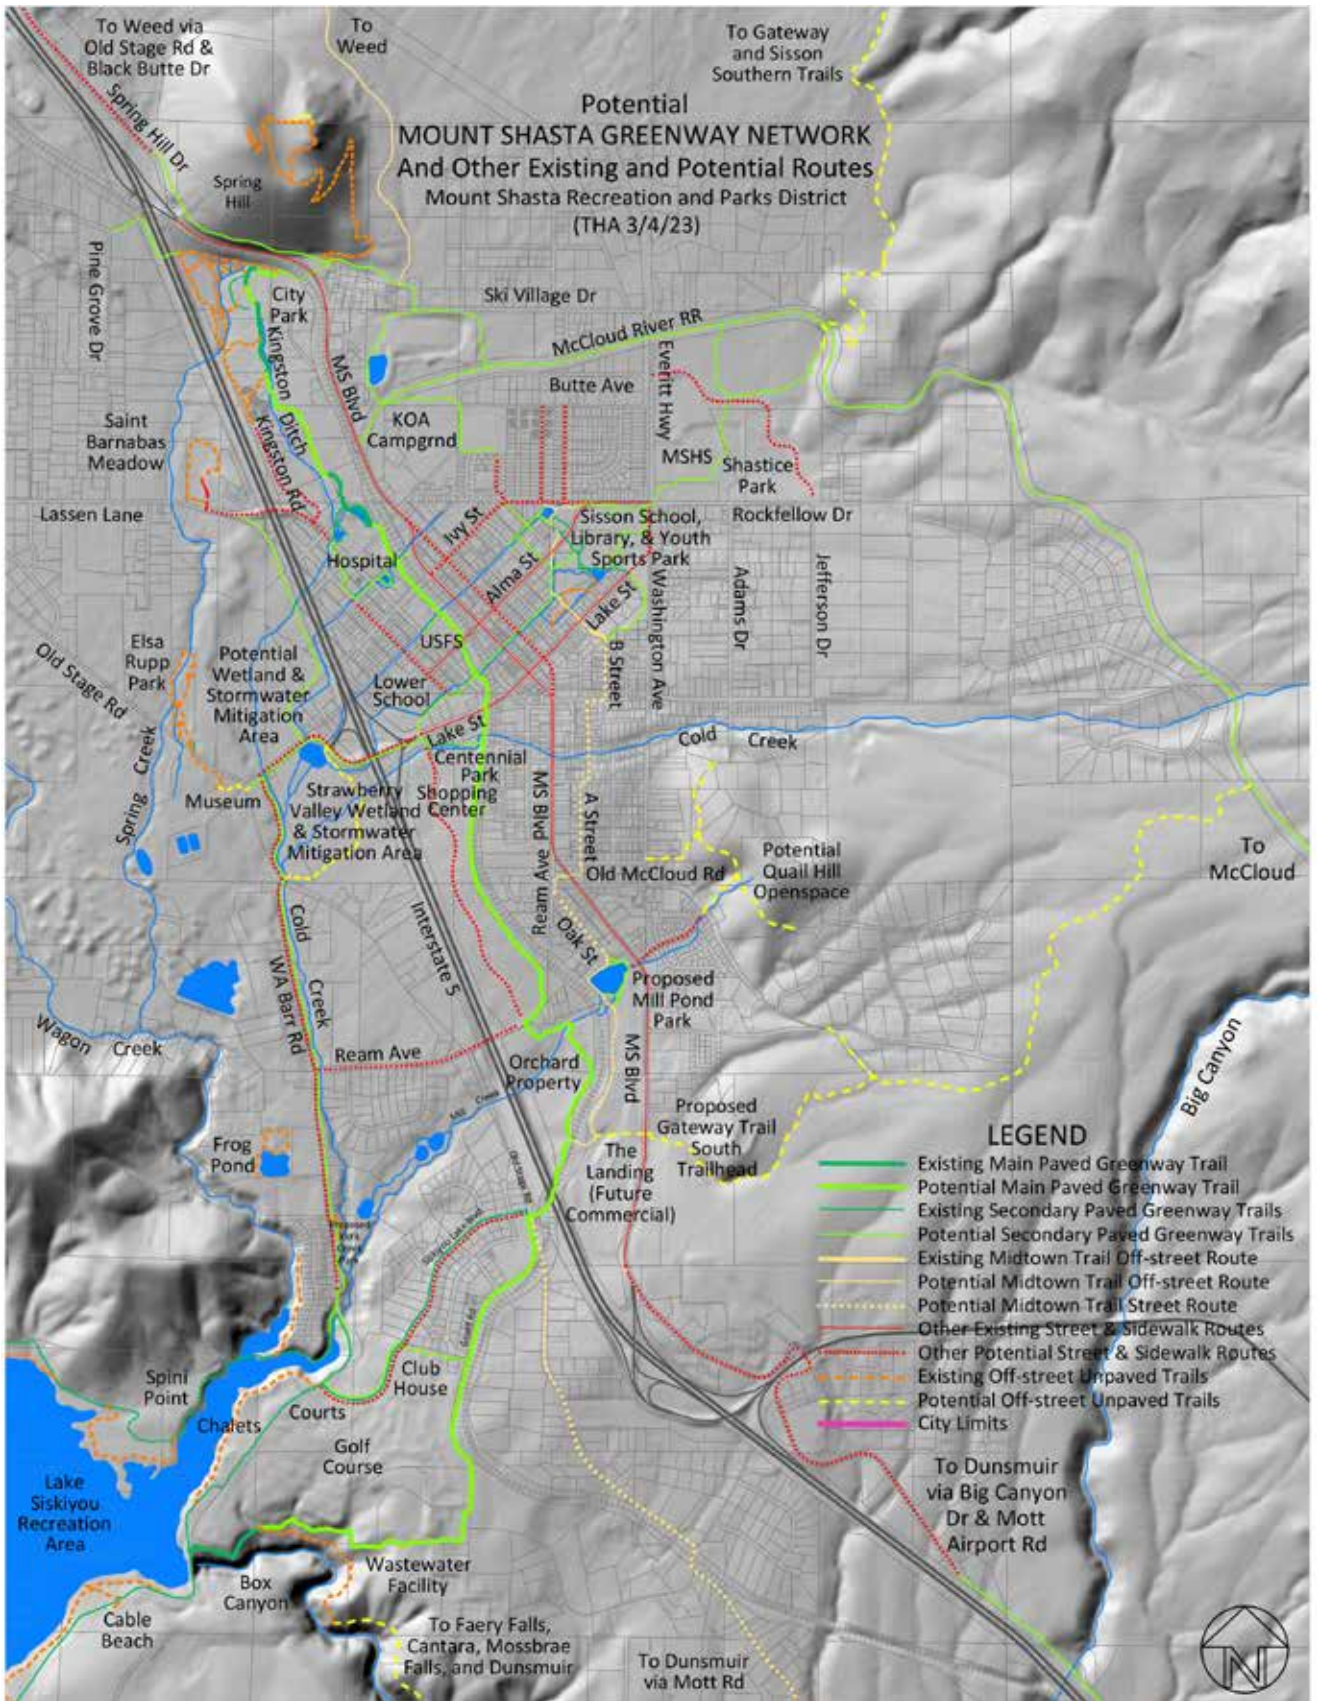 To Weed via
Old Stage Rd &
Black Butte Dr
To
Weed
To Gateway
and Sisson
Southern Trails
Potential
MOUNT SHASTA GREENWAY NETWORK
And Other Existing and Potential Routes
Mount Shasta Recreation and Parks District
(THA 3/4/23)
Spring Hill Dr
Spring
Hill
Pine Grove Dr
City
Park
Ski Village Dr
McCloud River RR
Kingston Ditch
MS Blvd
Everitt Hwy
Butte Ave
KOA
Campgrnd
Saint
Barnabas
Meadow
Kingston Rd
MSHS
Shastice
Park
Lassen Lane
Ivy St
Sisson School,
Library, & Youth
Sports Park
Rockfellow Dr
Hospital
Alma St
Lake St
Washington Ave
Adams Dr
Jefferson Dr
Elsa
Rupp
Park
Old Stage Rd
Potential
Wetland &
Stormwater
Mitigation
Area
USFS
B Street
Lower
School
Lake St
Cold Creek
Spring Creek
Centennial
Park
Museum
Strawberry
Valley Wetland
& Stormwater
Mitigation Area
Shopping
Center
MS Blvd
A Street
To
McCloud
Old McCloud Rd
Potential
Quail Hill
Openspace
Ream Ave
Interstate 5
Oak St
Cold Creek
WA Barr Rd
Proposed
Mill Pond
Park
Wagon Creek
Ream Ave
Orchard
Property
MS Blvd
Big Canyon
Mill Creek
Proposed
Gateway Trail
South
Trailhead
Frog
Pond
The
Landing
(Future
Commercial)
Old Stage Rd
Siskiyou Lake Blvd
LEGEND
Existing Main Paved Greenway Trail
Potential Main Paved Greenway Trail
Existing Secondary Paved Greenway Trails
Potential Secondary Paved Greenway Trails
Existing Midtown Trail Off-street Route
Potential Midtown Trail Off-street Route
Potential Midtown Trail Street Route
Other Existing Street & Sidewalk Routes
Other Potential Street & Sidewalk Routes
Existing Off-street Unpaved Trails
Potential Off-street Unpaved Trails
City Limits
Spini
Point
Club
House
Chalets
Courts
Golf
Course
Lake
Siskiyou
Recreation
Area
To Dunsmuir
via Big Canyon
Dr & Mott
Airport Rd
Wastewater
Facility
Box
Canyon
Cable
Beach
To Faery Falls,
Cantara, Mossbrae
Falls, and Dunsmuir
To Dunsmuir
via Mott Rd
N